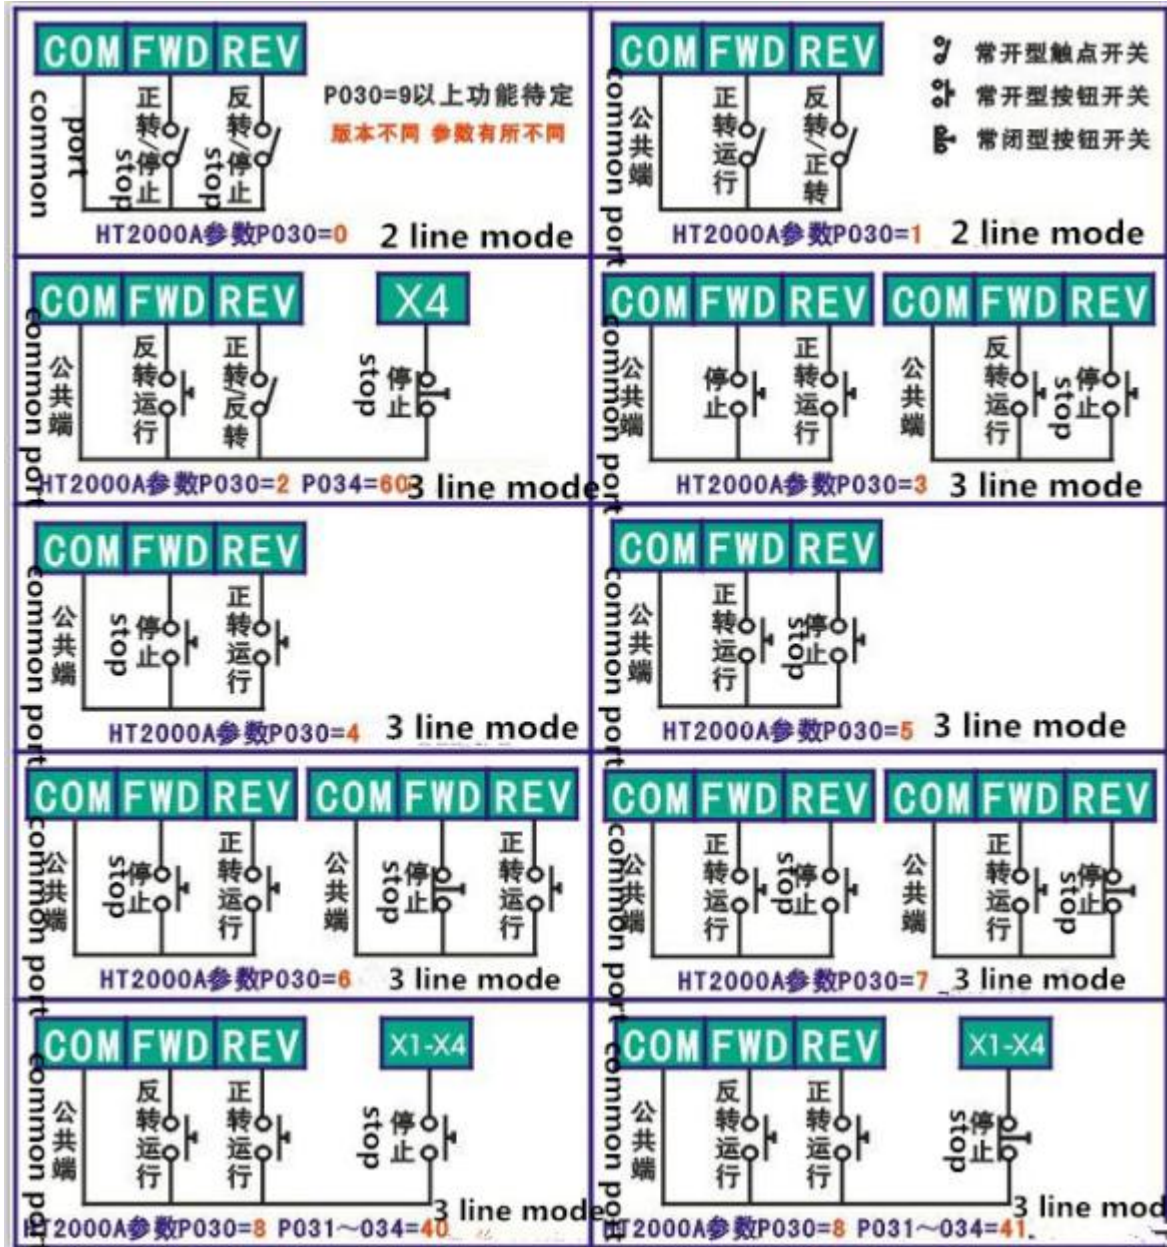 COM FWD REV
common port
正转/停止
stop
反转/停止
stop
P030=9以上功能待定
版本不同 参数有所不同
HT2000A参数P030=0
2 line mode
COM FWD REV
common port
公共端
正转运行
反转/正转
常开型触点开关
常开型按钮开关
常闭型按钮开关
HT2000A参数P030=1
2 line mode
COM FWD REV
X4
common port
公共端
反转运行
正转/反转
stop
停止
HT2000A参数P030=2 P034=60
3 line mode
COM FWD REV
COM FWD REV
common port
公共端
停止
正转运行
公共端
反转运行
stop
停止
HT2000A参数P030=3
3 line mode
COM FWD REV
common port
公共端
stop
停止
正转运行
HT2000A参数P030=4
3 line mode
COM FWD REV
common port
公共端
正转运行
stop
停止
HT2000A参数P030=5
3 line mode
COM FWD REV
COM FWD REV
common port
公共端
stop
停止
正转运行
公共端
stop
停止
正转运行
HT2000A参数P030=6
3 line mode
COM FWD REV
COM FWD REV
common port
公共端
正转运行
stop
停止
公共端
正转运行
stop
停止
HT2000A参数P030=7
3 line mode
COM FWD REV
X1-X4
common port
公共端
反转运行
正转运行
stop
停止
3 line mode
HT2000A参数P030=8 P031～034=40
COM FWD REV
X1-X4
common port
公共端
反转运行
正转运行
stop
停止
3 line mod
HT2000A参数P030=8 P031～034=41